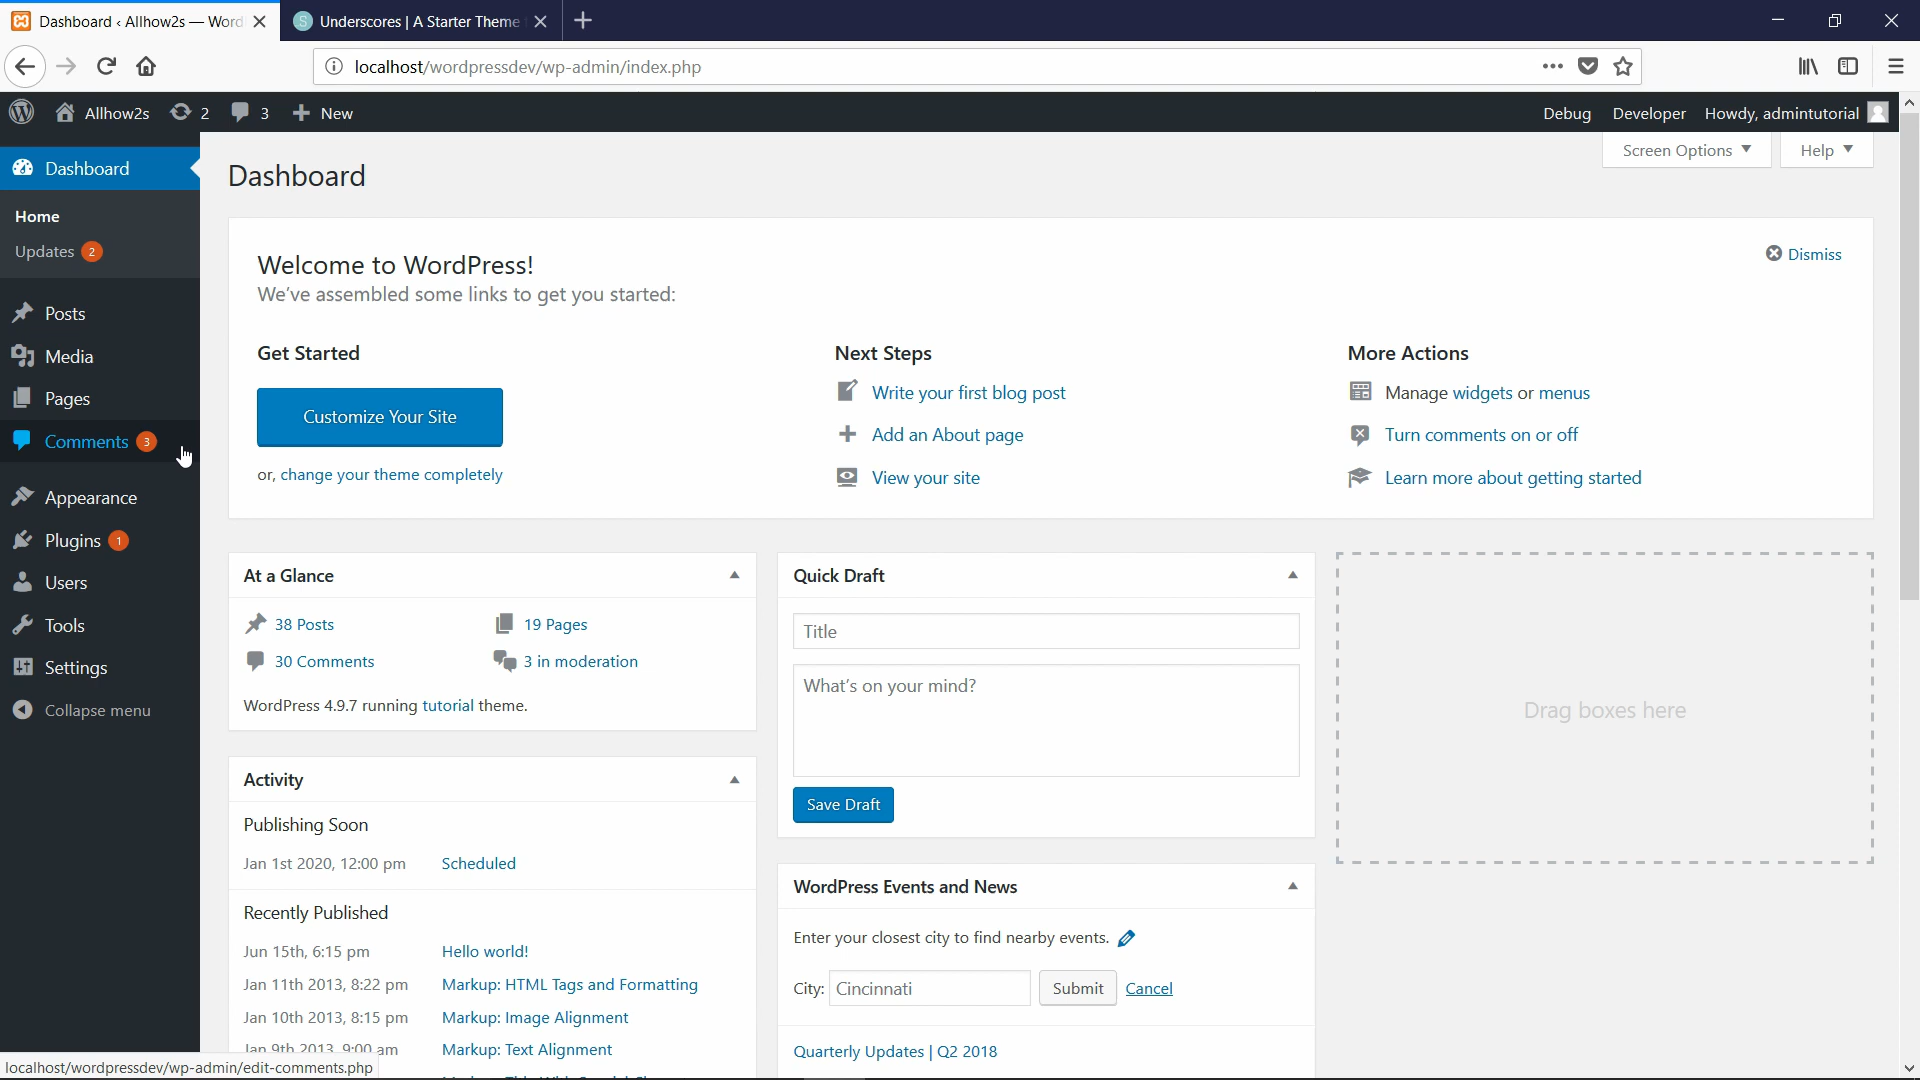 Dashboard ‹ Allhow2s — Word
Underscores | A Starter Theme
localhost/wordpressdev/wp-admin/index.php
Allhow2s 2 3 New
Debug Developer Howdy, admintutorial
Dashboard
Home
Updates 2
Posts
Media
Pages
Comments 3
Appearance
Plugins 1
Users
Tools
Settings
Collapse menu
Screen Options
Help
Dashboard
Welcome to WordPress!
We've assembled some links to get you started:
Dismiss
Get Started
Customize Your Site
or, change your theme completely
Next Steps
Write your first blog post
Add an About page
View your site
More Actions
Manage widgets or menus
Turn comments on or off
Learn more about getting started
At a Glance
38 Posts
19 Pages
30 Comments
3 in moderation
WordPress 4.9.7 running tutorial theme.
Activity
Publishing Soon
Jan 1st 2020, 12:00 pm Scheduled
Recently Published
Jun 15th, 6:15 pm Hello world!
Jan 11th 2013, 8:22 pm Markup: HTML Tags and Formatting
Jan 10th 2013, 8:15 pm Markup: Image Alignment
Jan 9th 2013, 9:00 am Markup: Text Alignment
Quick Draft
Title
What's on your mind?
Save Draft
WordPress Events and News
Enter your closest city to find nearby events.
City: Cincinnati Submit Cancel
Quarterly Updates | Q2 2018
Drag boxes here
localhost/wordpressdev/wp-admin/edit-comments.php